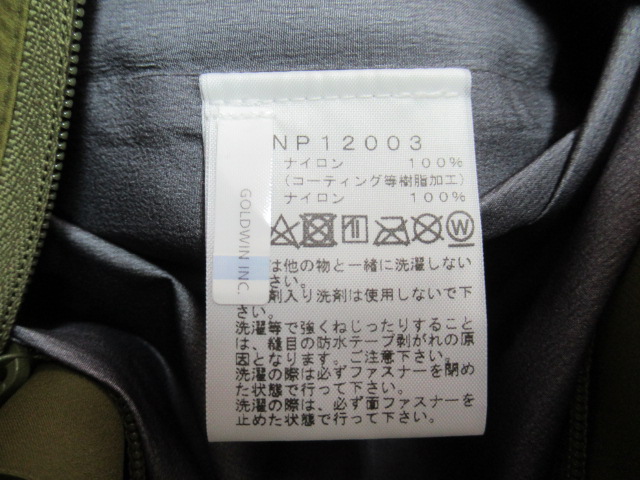 NP12003
ナイロン 100%
(コーティング等樹脂加工)
ナイロン 100%
W
GOLDWIN INC.
は他の物と一緒に洗濯しない
さい。
剤入り洗剤は使用しないで下
さい。
洗濯等で強くねじったりすること
は、縫目の防水テープ剥がれの原
因となります。ご注意下さい。
洗濯の際は必ずファスナーを閉め
た状態で行って下さい。
洗濯の際は、必ず面ファスナーを
止めた状態で行って下さい。